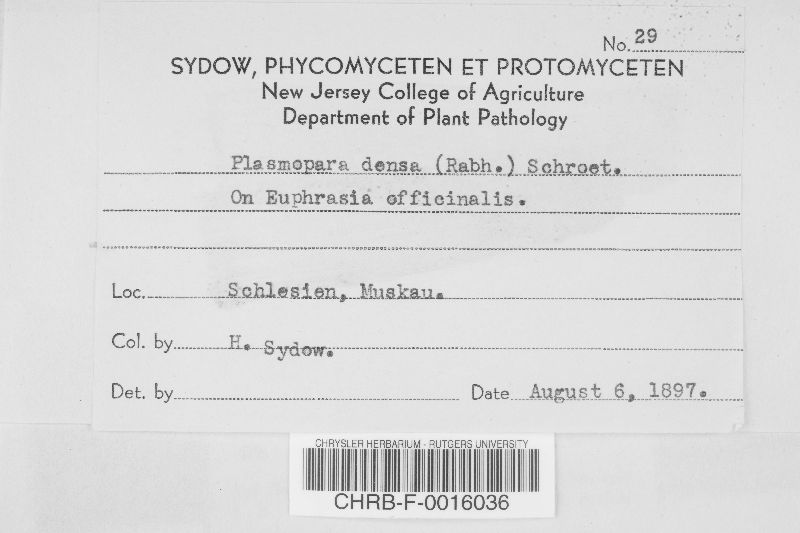 No. 29
SYDOW, PHYCOMYCETEN ET PROTOMYCETEN
New Jersey College of Agriculture
Department of Plant Pathology
Plasmopara densa (Rabh.) Schroet.
On Euphrasia officinalis.
Loc. Schlesien, Muskau.
Col. by H. Sydow.
Det. by Date August 6, 1897.
CHRYSLER HERBARIUM - RUTGERS UNIVERSITY
CHRB-F-0016036